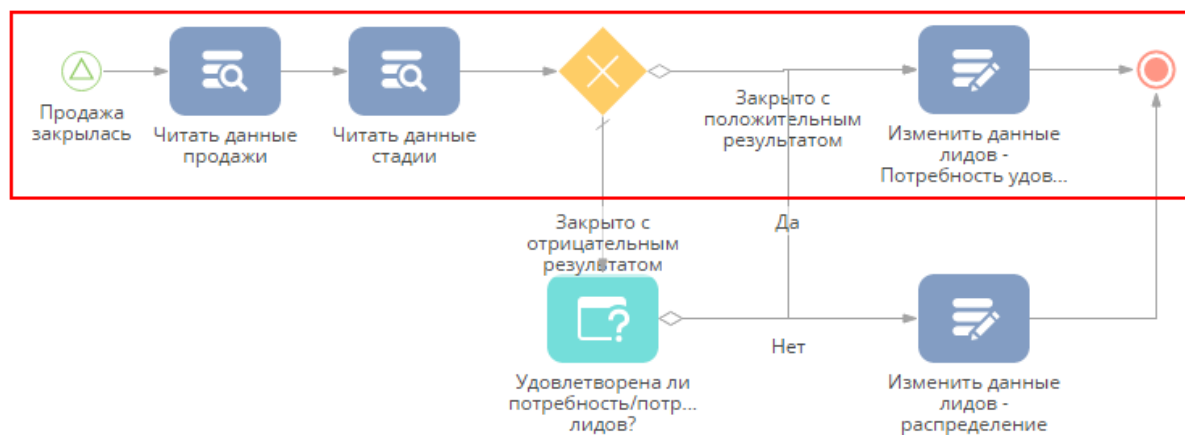 Продажа
закрылась
Читать данные
продажи
Читать данные
стадии
Закрыто с
положительным
результатом
Изменить данные
лидов -
Потребность удов...
Закрыто с
отрицательным
результатом
Да
Удовлетворена ли
потребность/потр...
лидов?
Нет
Изменить данные
лидов -
распределение